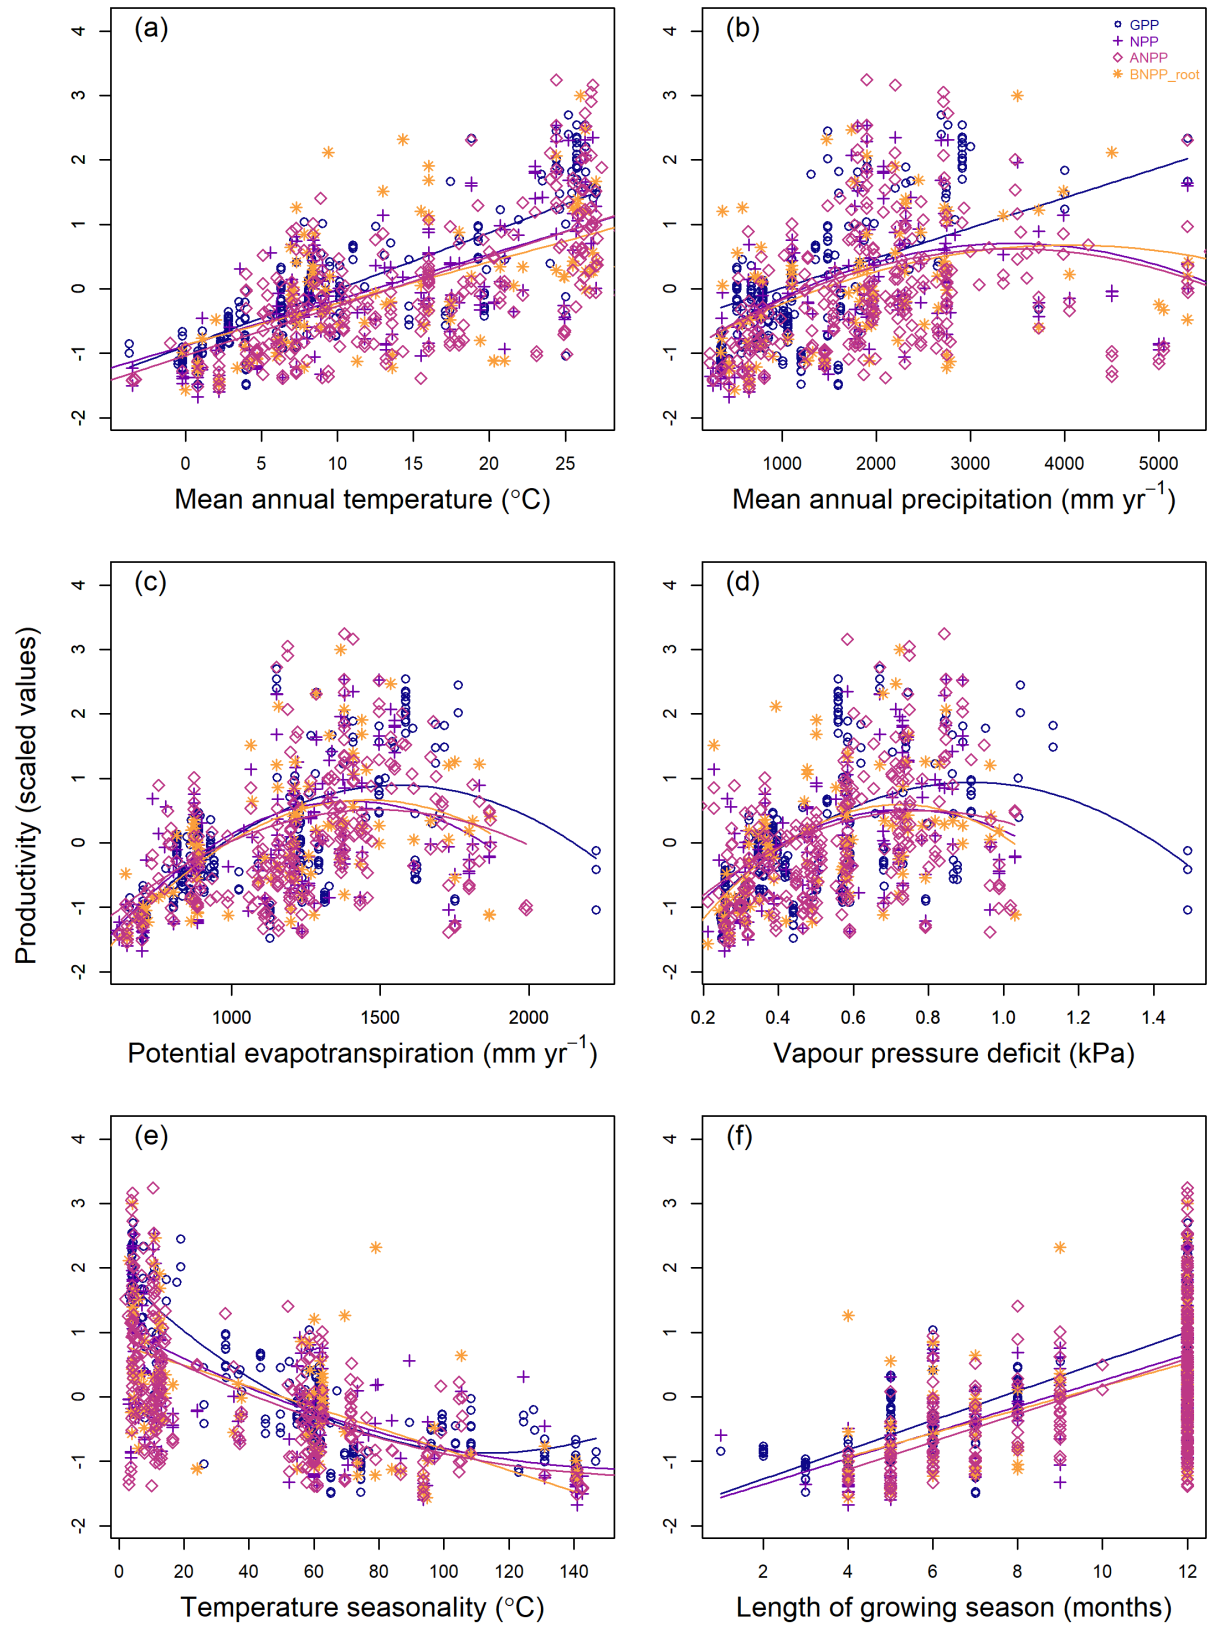 (a)
4
3
2
1
0
-1
-2
0 5 10 15 20 25
Mean annual temperature (°C)
(b)
GPP
NPP
ANPP
BNPP_root
4
3
2
1
0
-1
-2
1000 2000 3000 4000 5000
Mean annual precipitation (mm yr⁻¹)
Productivity (scaled values)
(c)
4
3
2
1
0
-1
-2
1000 1500 2000
Potential evapotranspiration (mm yr⁻¹)
(d)
4
3
2
1
0
-1
-2
0.2 0.4 0.6 0.8 1.0 1.2 1.4
Vapour pressure deficit (kPa)
(e)
4
3
2
1
0
-1
-2
0 20 40 60 80 100 120 140
Temperature seasonality (°C)
(f)
4
3
2
1
0
-1
-2
2 4 6 8 10 12
Length of growing season (months)